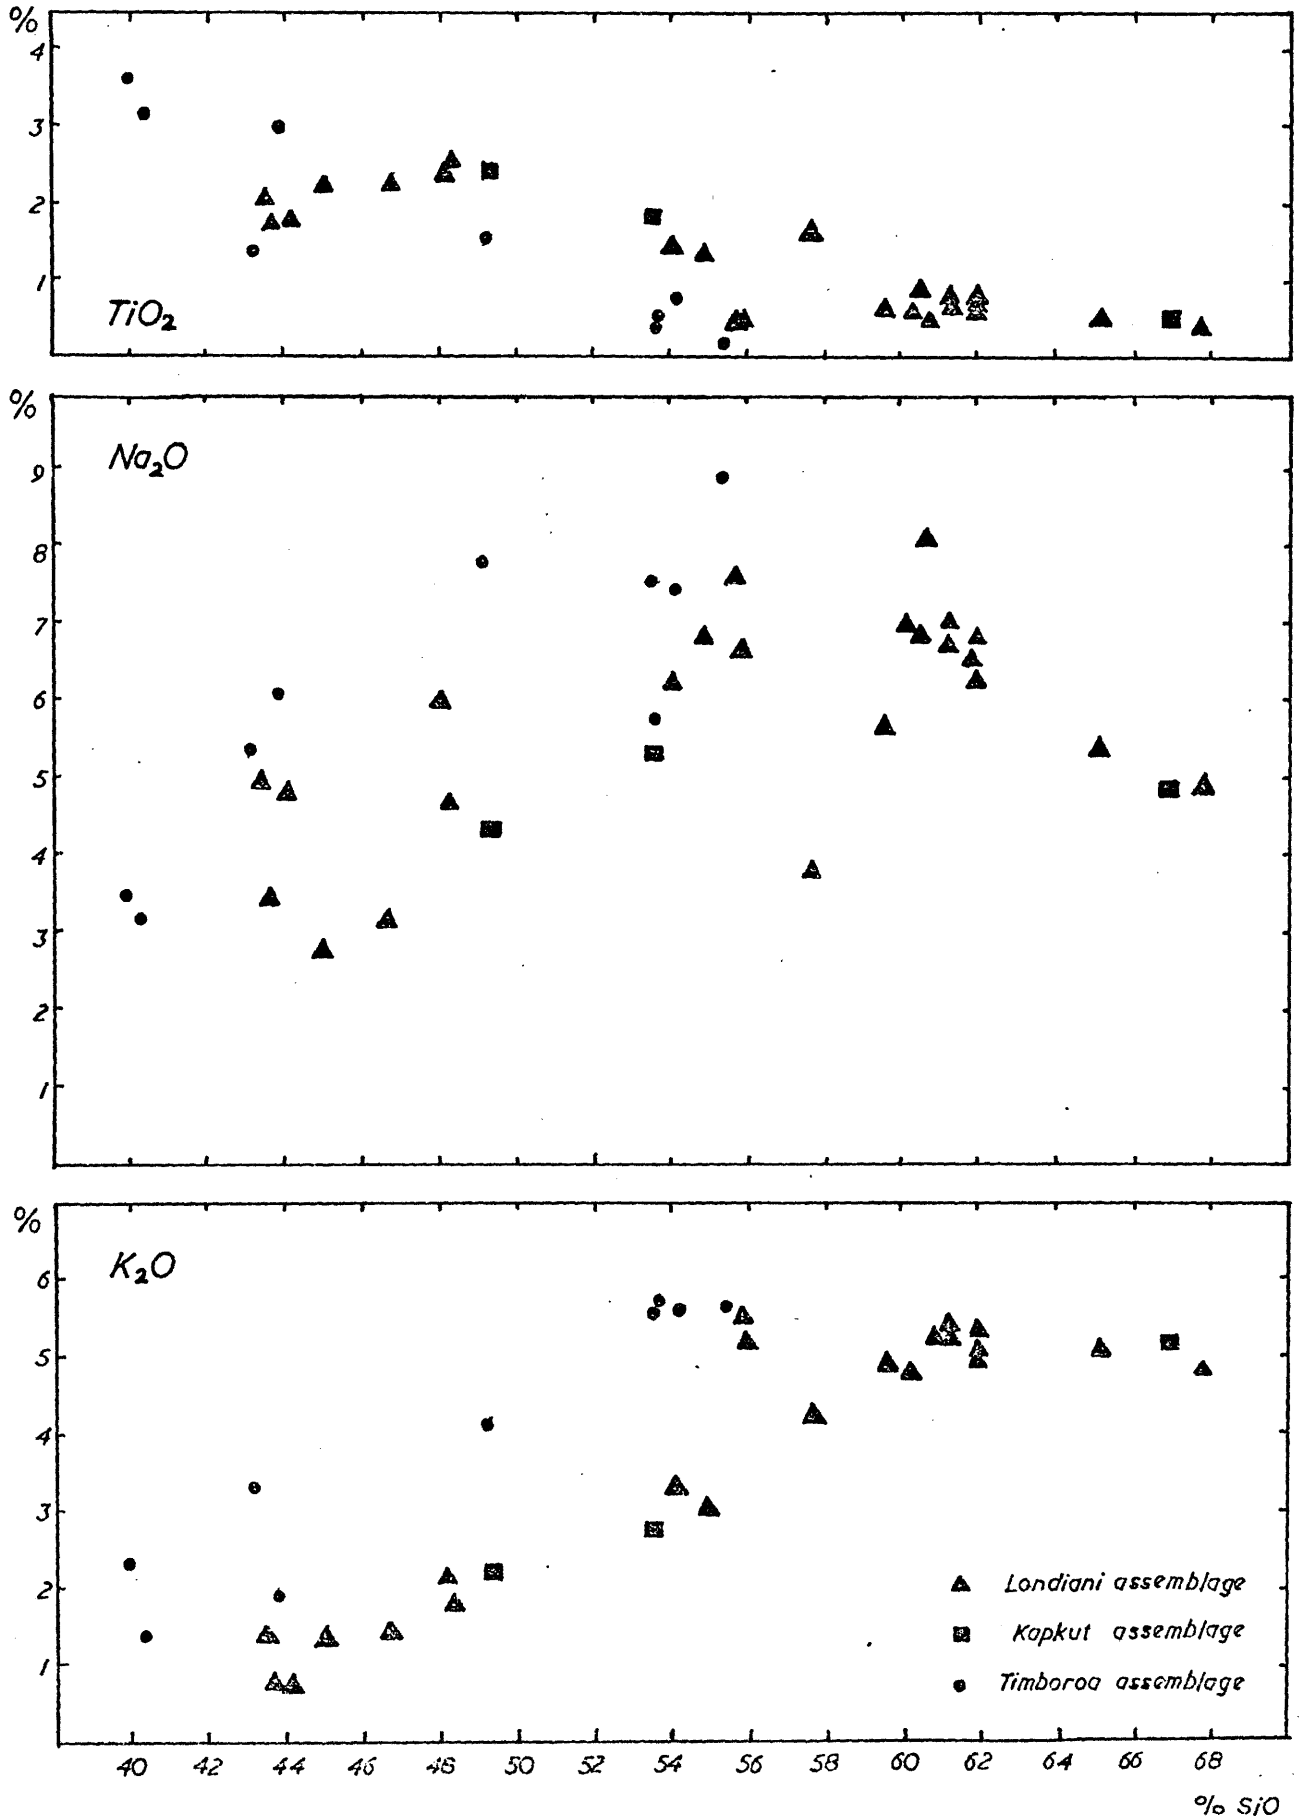 %
4
3
2
1
TiO₂
%
Na₂O
9
8
7
6
5
4
3
2
1
%
K₂O
6
5
4
3
2
1
Londiani assemblage
Kapkut assemblage
Timboroa assemblage
40 42 44 46 48 50 52 54 56 58 60 62 64 66 68
% SiO